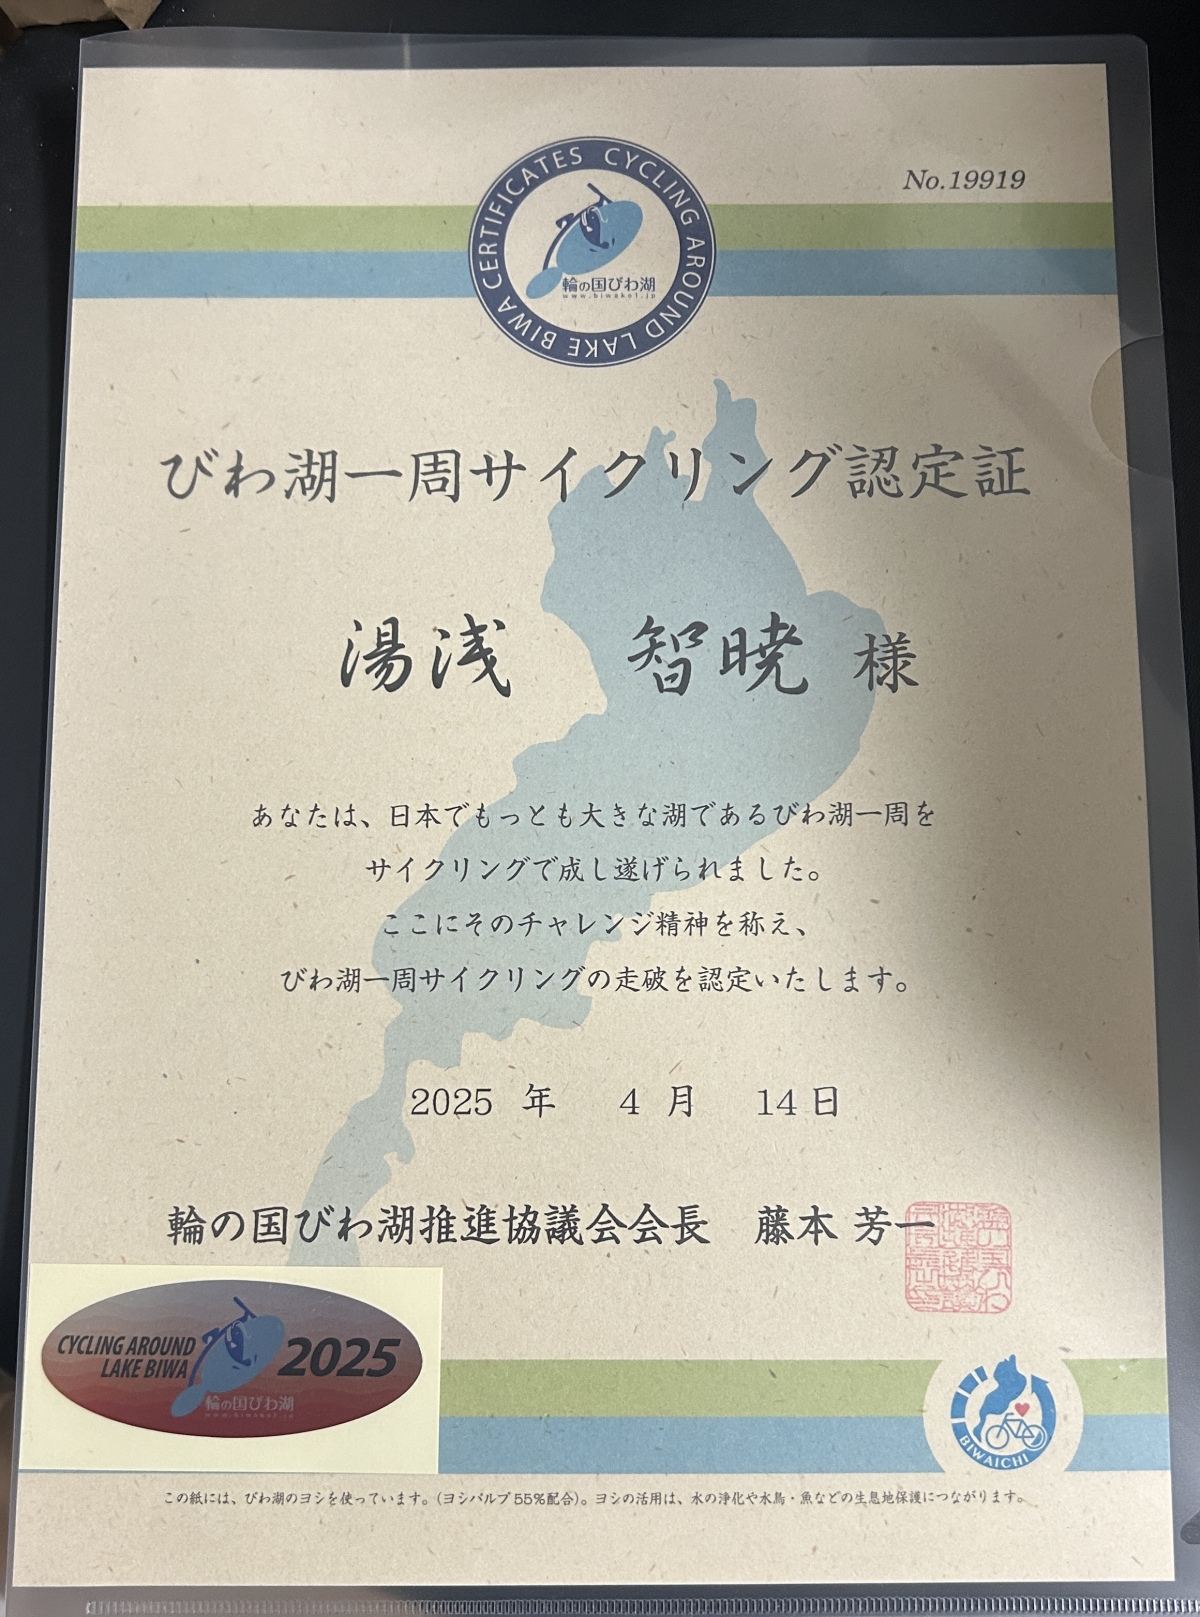 No.19919
CYCLING AROUND LAKE BIWA CERTIFICATES
輪の国びわ湖
www.biwako1.jp
びわ湖一周サイクリング認定証
湯浅 智暁 様
あなたは、日本でもっとも大きな湖であるびわ湖一周を
サイクリングで成し遂げられました。
ここにそのチャレンジ精神を称え、
びわ湖一周サイクリングの走破を認定いたします。
2025 年 4 月 14日
輪の国びわ湖推進協議会会長 藤本 芳一
CYCLING AROUND
LAKE BIWA
2025
輪の国びわ湖
www.biwako1.jp
BIWAICHI
この紙には、びわ湖のヨシを使っています。(ヨシパルプ55%配合)。ヨシの活用は、水の浄化や水鳥・魚などの生息地保護につながります。